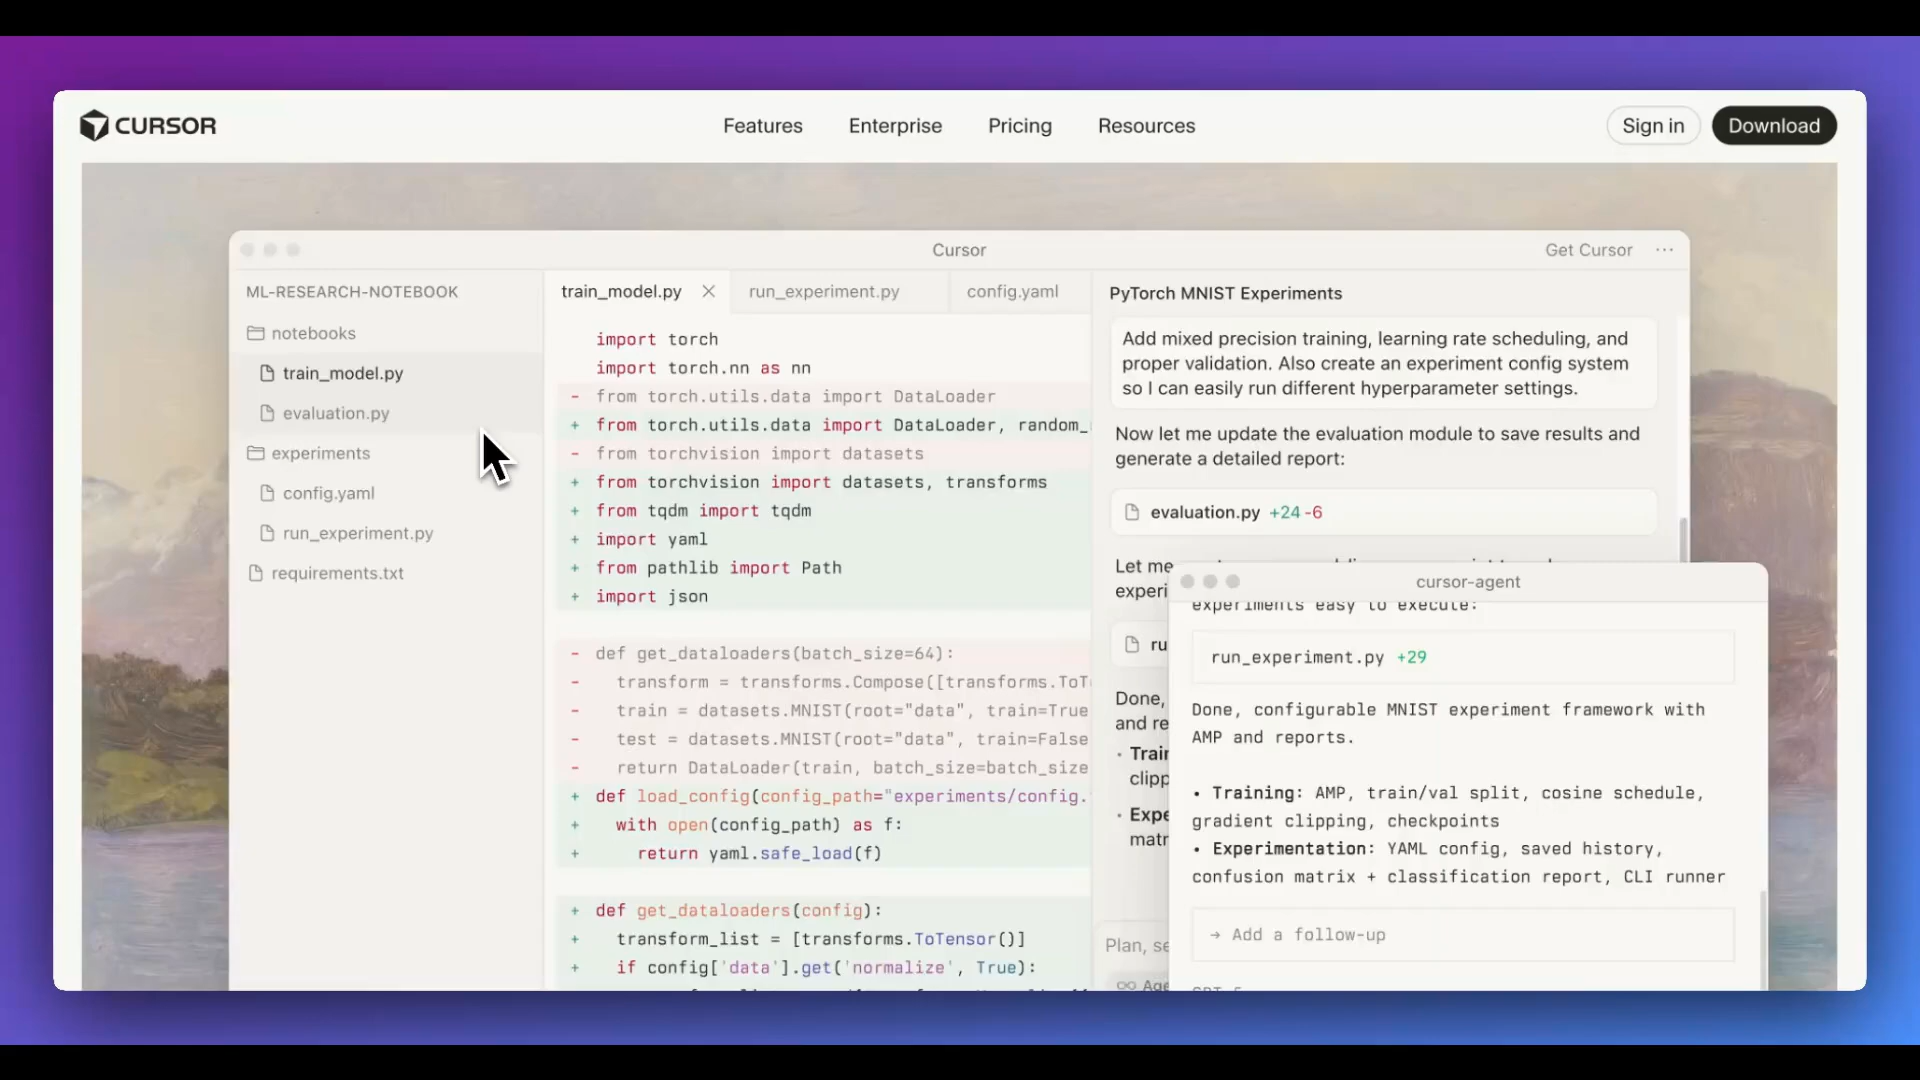 CURSOR
Features
Enterprise
Pricing
Resources
Sign in
Download
Cursor
Get Cursor
ML-RESEARCH-NOTEBOOK
notebooks
train_model.py
evaluation.py
experiments
config.yaml
run_experiment.py
requirements.txt
train_model.py
run_experiment.py
config.yaml
import torch
import torch.nn as nn
- from torch.utils.data import DataLoader
+ from torch.utils.data import DataLoader, random_
- from torchvision import datasets
+ from torchvision import datasets, transforms
+ from tqdm import tqdm
+ import yaml
+ from pathlib import Path
+ import json
- def get_dataloaders(batch_size=64):
- transform = transforms.Compose([transforms.ToT
- train = datasets.MNIST(root="data", train=True
- test = datasets.MNIST(root="data", train=False
- return DataLoader(train, batch_size=batch_size
+ def load_config(config_path="experiments/config.
+ with open(config_path) as f:
+ return yaml.safe_load(f)
+ def get_dataloaders(config):
+ transform_list = [transforms.ToTensor()]
+ if config['data'].get('normalize', True):
PyTorch MNIST Experiments
Add mixed precision training, learning rate scheduling, and
proper validation. Also create an experiment config system
so I can easily run different hyperparameter settings.
Now let me update the evaluation module to save results and
generate a detailed report:
evaluation.py +24 -6
Let me
experi
ru
Done,
and re
• Train
clipp
• Expe
matr
Plan, se
Age
cursor-agent
experiments easy to execute:
run_experiment.py +29
Done, configurable MNIST experiment framework with
AMP and reports.
• Training: AMP, train/val split, cosine schedule,
gradient clipping, checkpoints
• Experimentation: YAML config, saved history,
confusion matrix + classification report, CLI runner
→ Add a follow-up